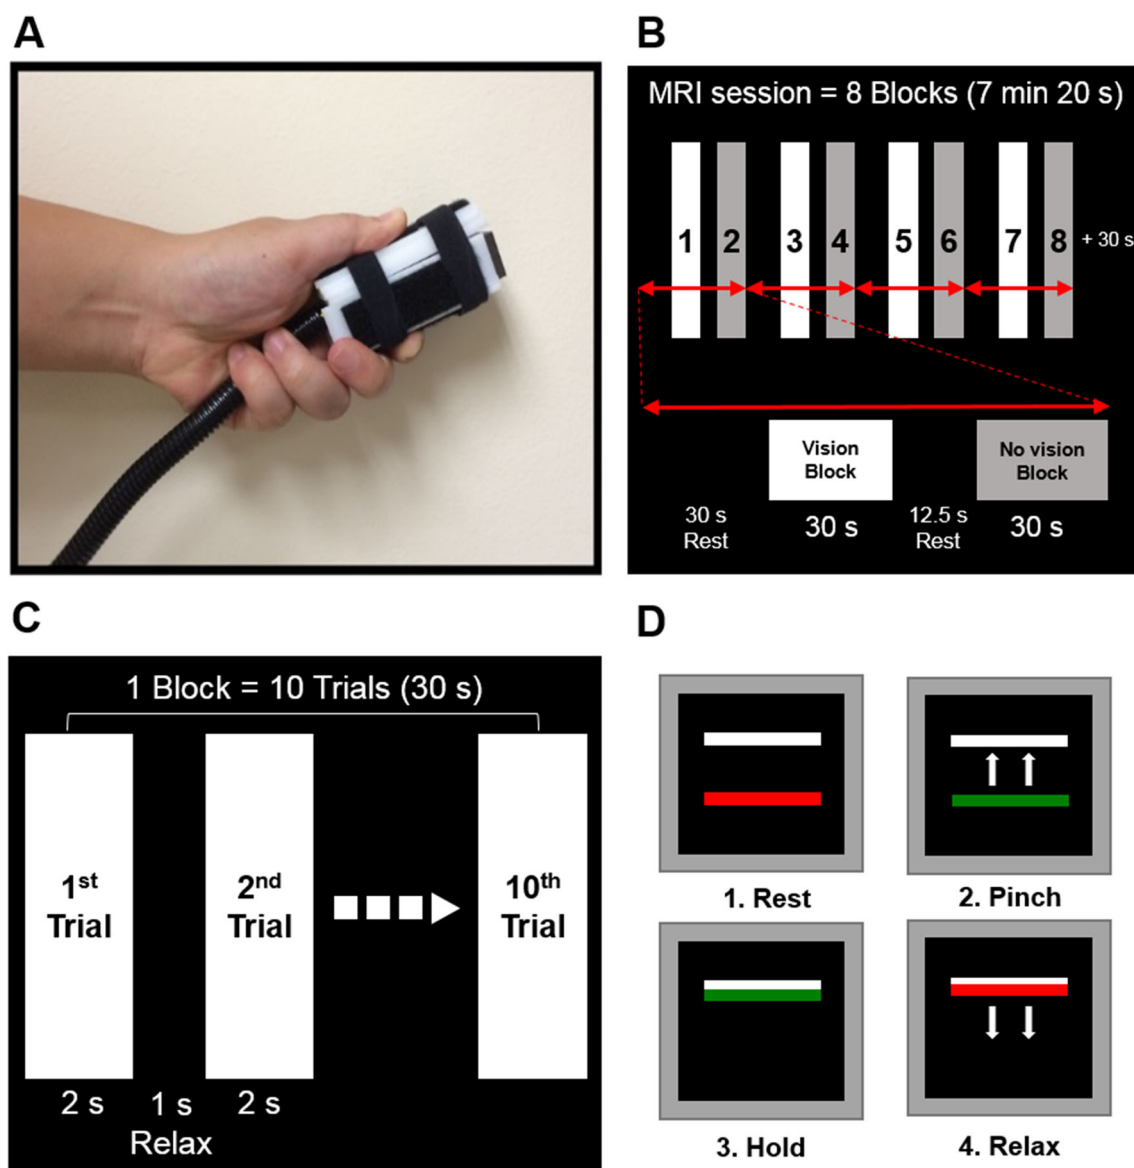 A
B
MRI session = 8 Blocks (7 min 20 s)
1 2 3 4 5 6 7 8 + 30 s
Vision
Block
No vision
Block
30 s
Rest
30 s
12.5 s
Rest
30 s
C
1 Block = 10 Trials (30 s)
1st
Trial
2nd
Trial
10th
Trial
2 s
1 s
Relax
2 s
D
1. Rest
2. Pinch
3. Hold
4. Relax